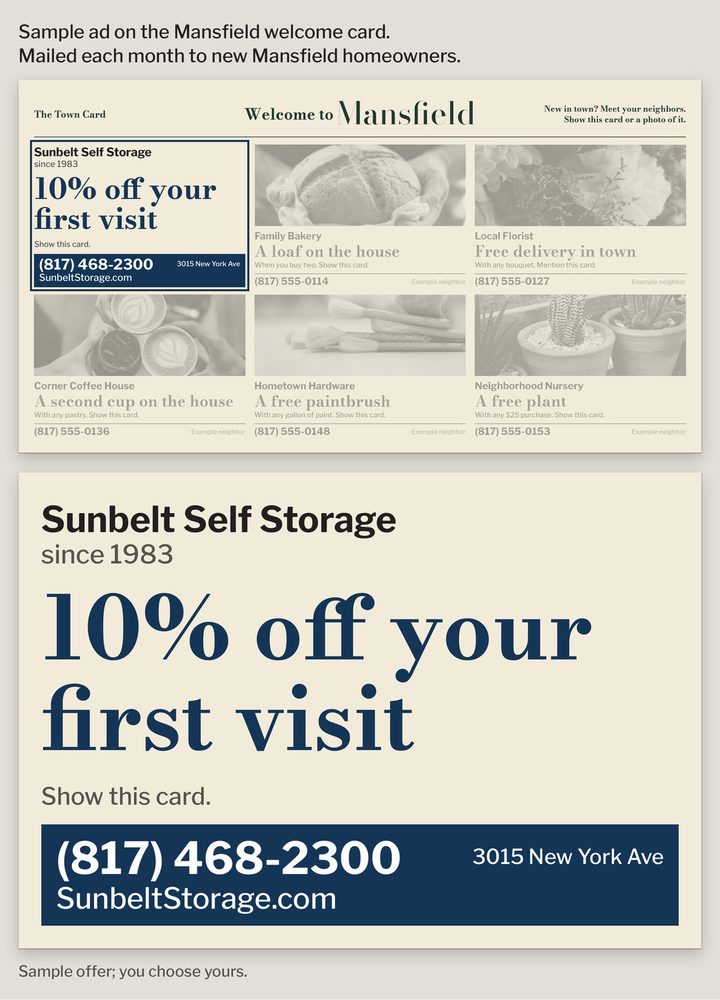 Sample ad on the Mansfield welcome card.
Mailed each month to new Mansfield homeowners.
The Town Card
Welcome to Mansfield
New in town? Meet your neighbors.
Show this card or a photo of it.
Sunbelt Self Storage
since 1983
10% off your
first visit
Show this card.
(817) 468-2300
3015 New York Ave
SunbeltStorage.com
Family Bakery
A loaf on the house
When you buy two. Show this card.
(817) 555-0114
Example neighbor
Local Florist
Free delivery in town
With any bouquet. Mention this card.
(817) 555-0127
Example neighbor
Corner Coffee House
A second cup on the house
With any pastry. Show this card.
(817) 555-0136
Example neighbor
Hometown Hardware
A free paintbrush
With any gallon of paint. Show this card.
(817) 555-0148
Example neighbor
Neighborhood Nursery
A free plant
With any $25 purchase. Show this card.
(817) 555-0153
Example neighbor
Sunbelt Self Storage
since 1983
10% off your
first visit
Show this card.
(817) 468-2300
3015 New York Ave
SunbeltStorage.com
Sample offer; you choose yours.